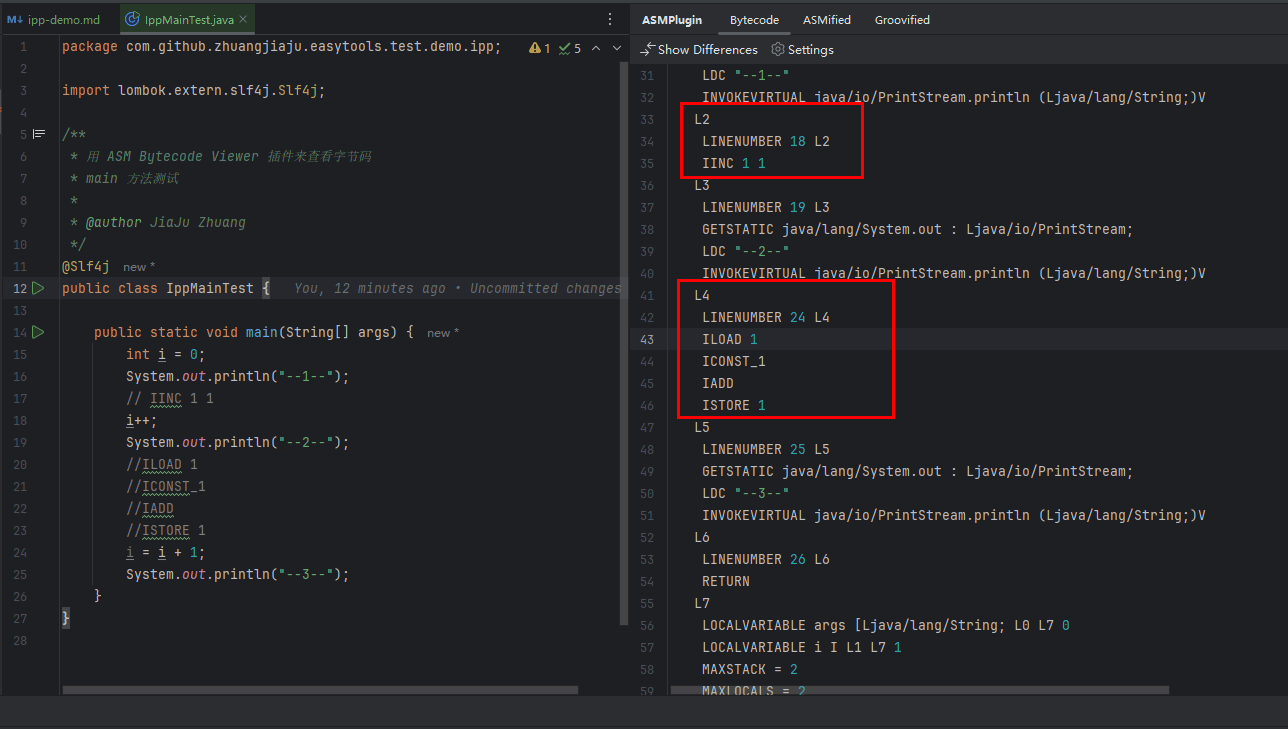 M↓ ipp-demo.md
IppMainTest.java
1 package com.github.zhuangjiaju.easytools.test.demo.ipp;
1 5
2
3 import lombok.extern.slf4j.Slf4j;
4
5 /**
6 * 用 ASM Bytecode Viewer 插件来查看字节码
7 * main 方法测试
8 *
9 * @author JiaJu Zhuang
10 */
11 @Slf4j new *
12 public class IppMainTest { You, 12 minutes ago • Uncommitted changes
13
14 public static void main(String[] args) { new *
15 int i = 0;
16 System.out.println("--1--");
17 // IINC 1 1
18 i++;
19 System.out.println("--2--");
20 //ILOAD 1
21 //ICONST_1
22 //IADD
23 //ISTORE 1
24 i = i + 1;
25 System.out.println("--3--");
26 }
27 }
28
ASMPlugin Bytecode ASMified Groovified
Show Differences Settings
31 LDC "--1--"
32 INVOKEVIRTUAL java/io/PrintStream.println (Ljava/lang/String;)V
33 L2
34 LINENUMBER 18 L2
35 IINC 1 1
36 L3
37 LINENUMBER 19 L3
38 GETSTATIC java/lang/System.out : Ljava/io/PrintStream;
39 LDC "--2--"
40 INVOKEVIRTUAL java/io/PrintStream.println (Ljava/lang/String;)V
41 L4
42 LINENUMBER 24 L4
43 ILOAD 1
44 ICONST_1
45 IADD
46 ISTORE 1
47 L5
48 LINENUMBER 25 L5
49 GETSTATIC java/lang/System.out : Ljava/io/PrintStream;
50 LDC "--3--"
51 INVOKEVIRTUAL java/io/PrintStream.println (Ljava/lang/String;)V
52 L6
53 LINENUMBER 26 L6
54 RETURN
55 L7
56 LOCALVARIABLE args [Ljava/lang/String; L0 L7 0
57 LOCALVARIABLE i I L1 L7 1
58 MAXSTACK = 2
59 MAXLOCALS = 2